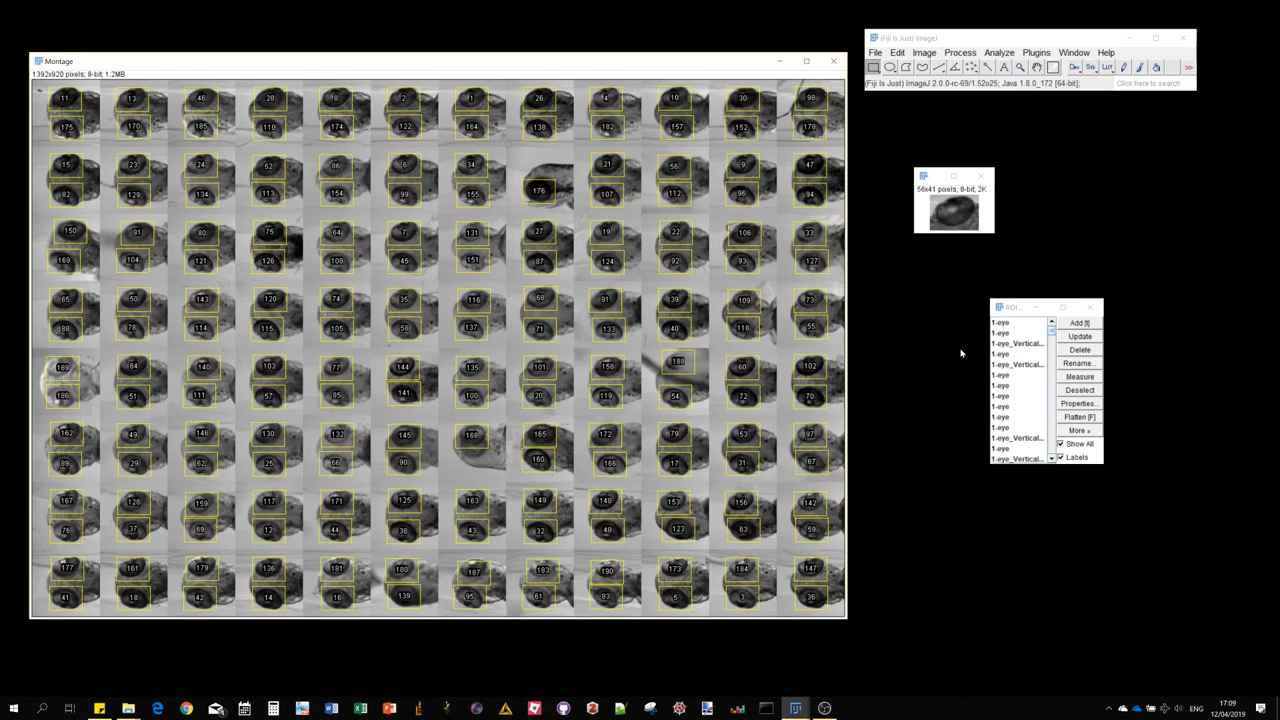 (Fiji Is Just) ImageJ
File Edit Image Process Analyze Plugins Window Help
Dev Stk LUT >>
(Fiji Is Just) ImageJ 2.0.0-rc-69/1.52o25; Java 1.8.0_172 [64-bit];
Click here to search
Montage
1392x920 pixels; 8-bit; 1.2MB
11 13 46 28 8 2 1 26 4 10 30 98
175 170 185 110 174 122 164 138 182 157 152 178
15 23 24 52 86 6 34 21 56 9 47
82 129 134 113 154 99 155 176 107 112 96 94
150 81 80 75 64 7 131 27 19 22 106 33
169 104 121 126 108 45 151 87 124 92 93 127
65 50 143 120 74 35 116 68 91 39 109 73
88 78 114 115 105 58 137 71 133 40 118 55
189 84 140 103 77 144 135 101 158 188 60 102
186 51 111 57 85 141 100 20 119 54 72 70
162 49 146 130 132 145 168 165 172 79 53 97
89 29 62 25 66 90 160 166 17 31 67
167 128 159 117 171 125 163 149 148 153 156 142
76 37 69 12 44 38 43 32 48 123 63 59
177 161 179 136 181 180 187 183 190 173 184 147
41 18 42 14 16 139 95 61 83 5 3 36
56x41 pixels; 8-bit; 2K
ROI...
1-eye
1-eye
1-eye_Vertical...
1-eye
1-eye_Vertical...
1-eye
1-eye
1-eye
1-eye
1-eye
1-eye
1-eye_Vertical...
1-eye
1-eye_Vertical...
Add [t]
Update
Delete
Rename...
Measure
Deselect
Properties...
Flatten [F]
More »
Show All
Labels
ENG
17:09
12/04/2019